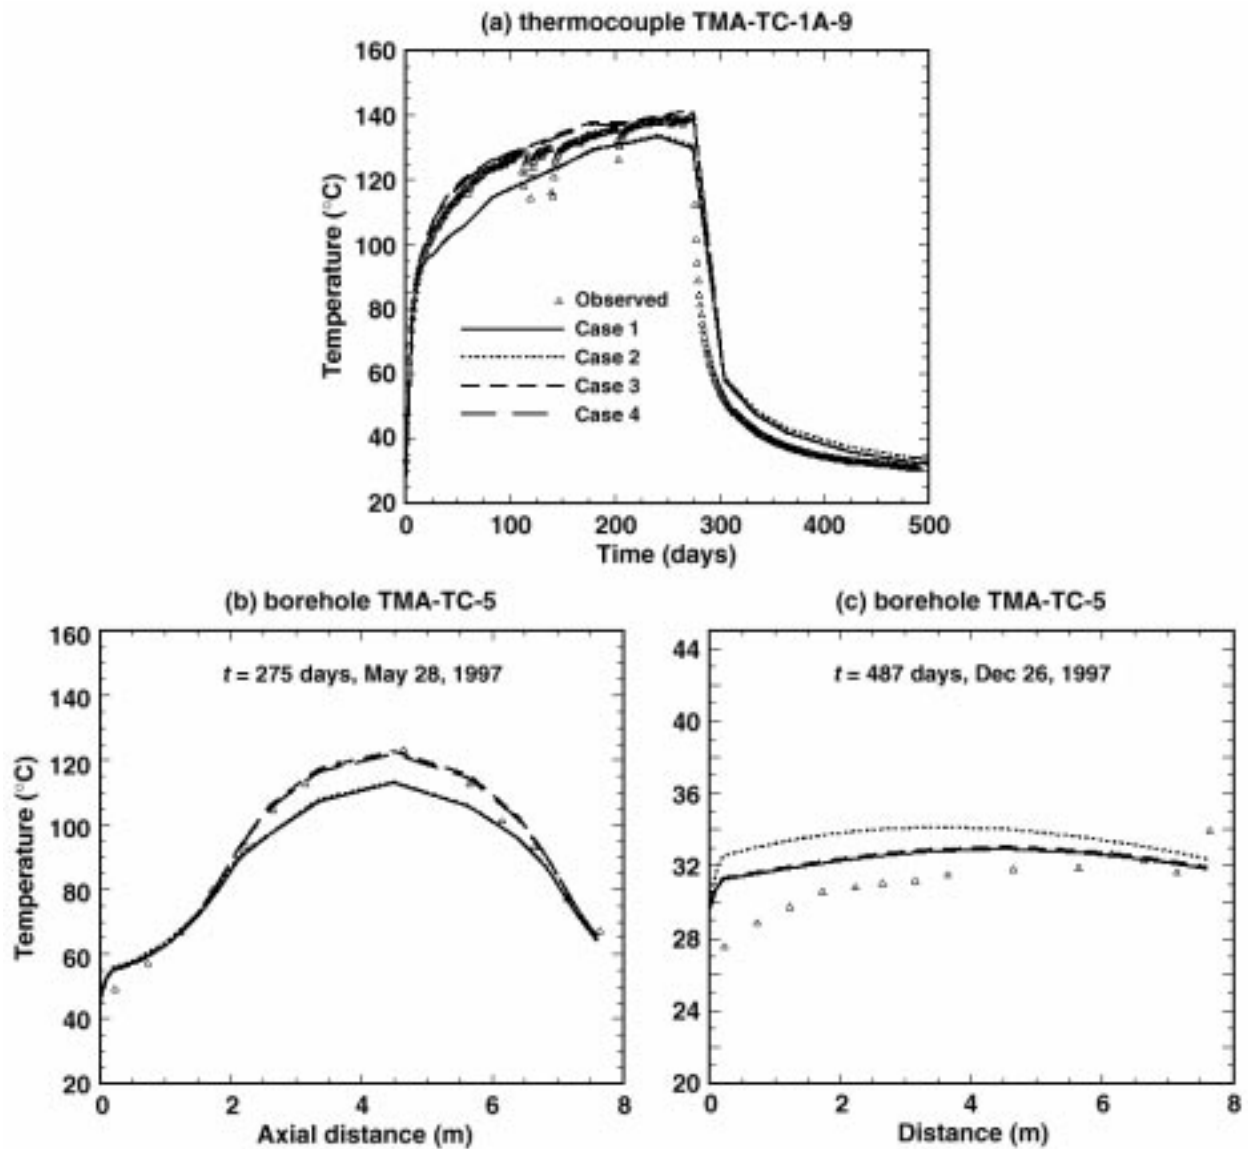 (a) thermocouple TMA-TC-1A-9
160
140
120
100
80
60
40
20
Temperature (°C)
Observed
Case 1
Case 2
Case 3
Case 4
0 100 200 300 400 500
Time (days)
(b) borehole TMA-TC-5
160
140
120
100
80
60
40
20
Temperature (°C)
t = 275 days, May 28, 1997
0 2 4 6 8
Axial distance (m)
(c) borehole TMA-TC-5
44
40
36
32
28
24
20
t = 487 days, Dec 26, 1997
0 2 4 6 8
Distance (m)